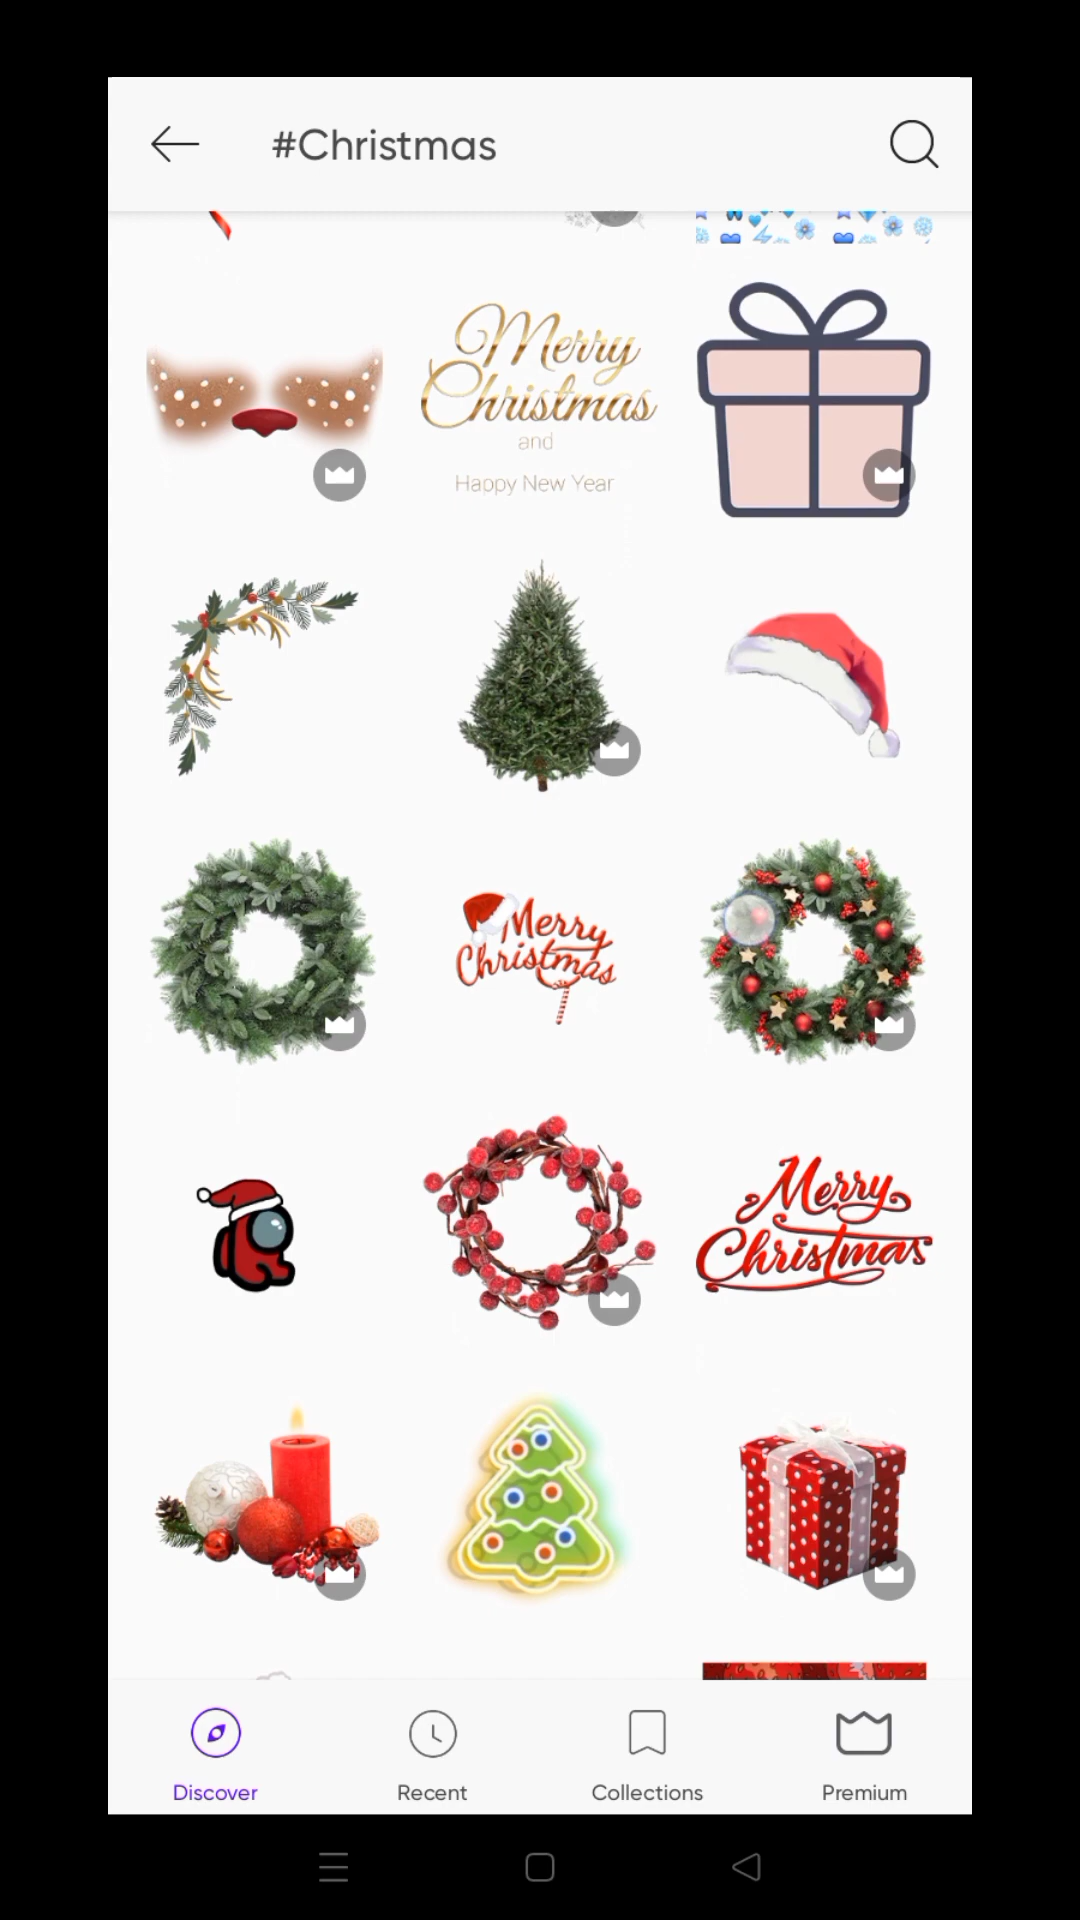 #Christmas
Merry
Christmas
and
Happy New Year
Merry
Christmas
Merry
Christmas
Discover
Recent
Collections
Premium